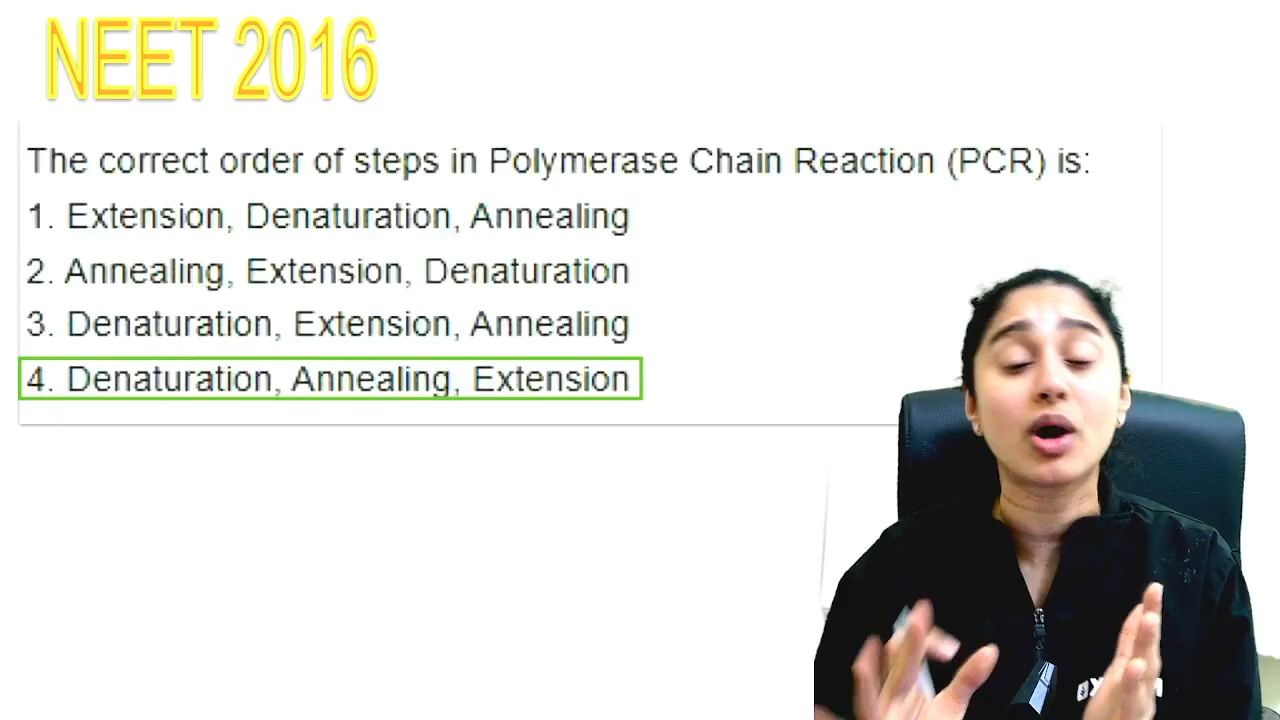 NEET 2016
The correct order of steps in Polymerase Chain Reaction (PCR) is:
1. Extension, Denaturation, Annealing
2. Annealing, Extension, Denaturation
3. Denaturation, Extension, Annealing
4. Denaturation, Annealing, Extension